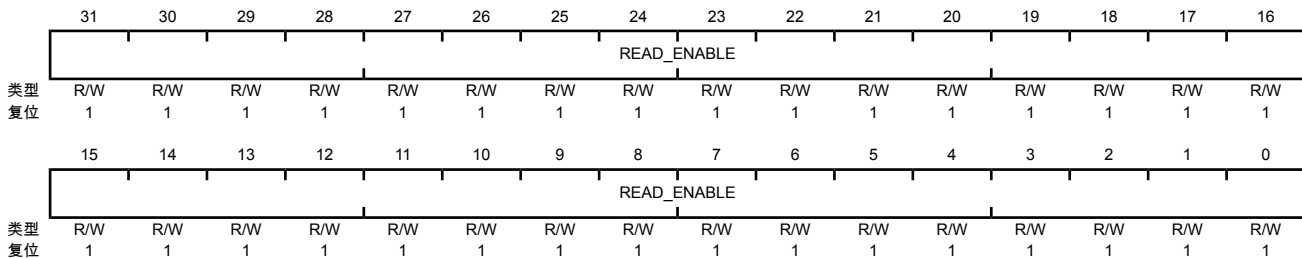 31 30 29 28 27 26 25 24 23 22 21 20 19 18 17 16
READ_ENABLE
类型 R/W R/W R/W R/W R/W R/W R/W R/W R/W R/W R/W R/W R/W R/W R/W R/W
复位 1 1 1 1 1 1 1 1 1 1 1 1 1 1 1 1
15 14 13 12 11 10 9 8 7 6 5 4 3 2 1 0
READ_ENABLE
类型 R/W R/W R/W R/W R/W R/W R/W R/W R/W R/W R/W R/W R/W R/W R/W R/W
复位 1 1 1 1 1 1 1 1 1 1 1 1 1 1 1 1